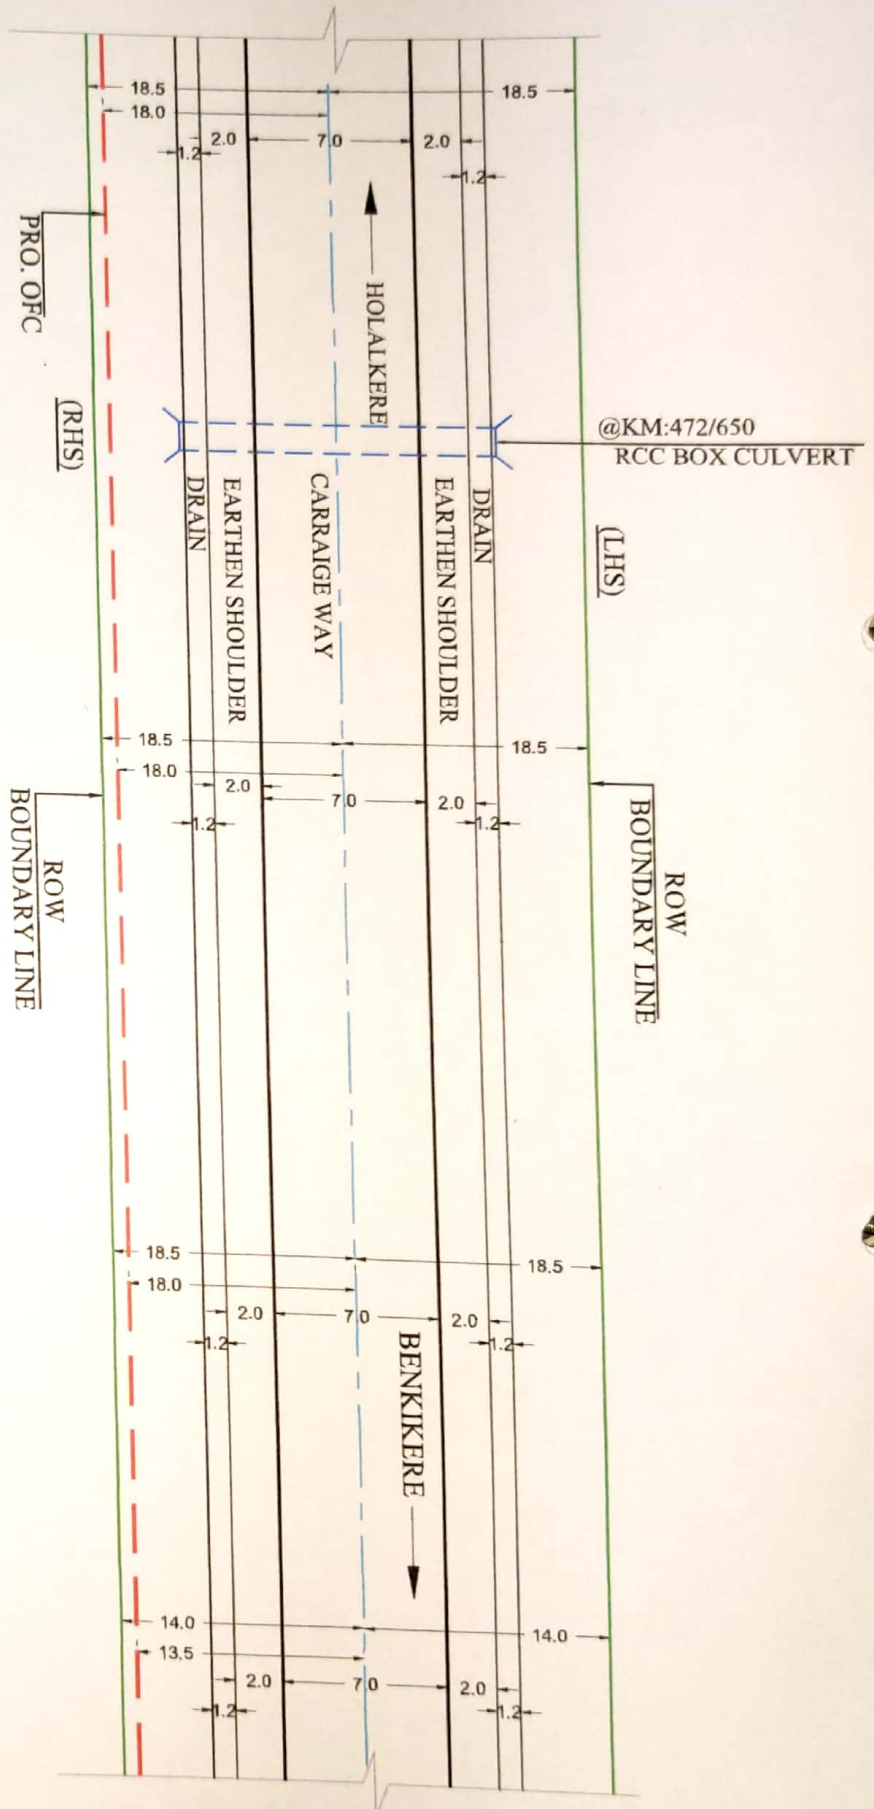 18.5
18.5
18.0
2.0
7.0
2.0
1.2
1.2
HOLALKERE
PRO. OFC
(RHS)
@KM:472/650
RCC BOX CULVERT
DRAIN
EARTHEN SHOULDER
CARRAIGE WAY
EARTHEN SHOULDER
DRAIN
(LHS)
18.5
18.5
18.0
2.0
7.0
2.0
1.2
1.2
ROW
BOUNDARY LINE
ROW
BOUNDARY LINE
18.5
18.5
18.0
2.0
7.0
2.0
1.2
1.2
BENKIKERE
14.0
14.0
13.5
2.0
7.0
2.0
1.2
1.2